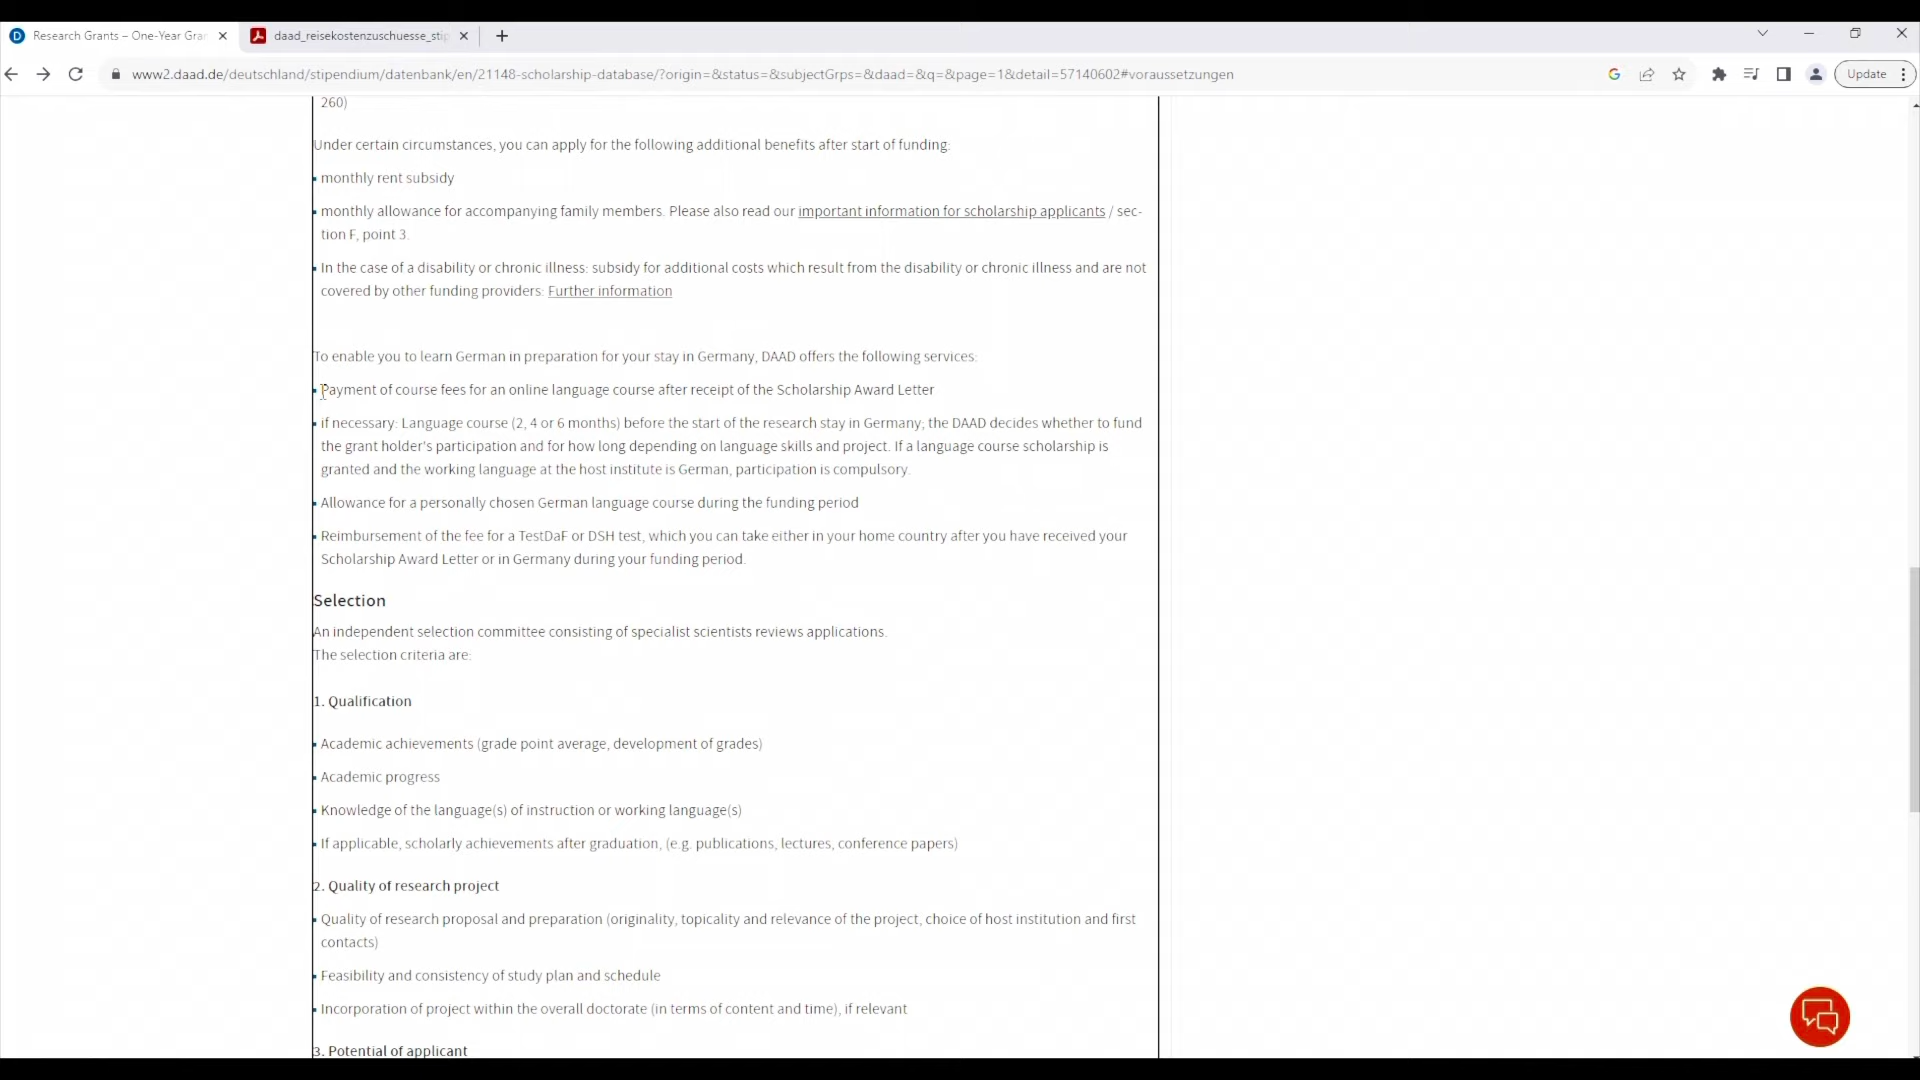 Research Grants – One-Year Gran
daad_reisekostenzuschuesse_stip
www2.daad.de/deutschland/stipendium/datenbank/en/21148-scholarship-database/?origin=&status=&subjectGrps=&daad=&q=&page=1&detail=57140602#voraussetzungen
Update
260)
Under certain circumstances, you can apply for the following additional benefits after start of funding:
monthly rent subsidy
monthly allowance for accompanying family members. Please also read our important information for scholarship applicants / sec-
tion F, point 3.
In the case of a disability or chronic illness: subsidy for additional costs which result from the disability or chronic illness and are not
covered by other funding providers: Further information
To enable you to learn German in preparation for your stay in Germany, DAAD offers the following services:
Payment of course fees for an online language course after receipt of the Scholarship Award Letter
if necessary: Language course (2, 4 or 6 months) before the start of the research stay in Germany; the DAAD decides whether to fund
the grant holder's participation and for how long depending on language skills and project. If a language course scholarship is
granted and the working language at the host institute is German, participation is compulsory.
Allowance for a personally chosen German language course during the funding period
Reimbursement of the fee for a TestDaF or DSH test, which you can take either in your home country after you have received your
Scholarship Award Letter or in Germany during your funding period.
Selection
An independent selection committee consisting of specialist scientists reviews applications.
The selection criteria are:
1. Qualification
Academic achievements (grade point average, development of grades)
Academic progress
Knowledge of the language(s) of instruction or working language(s)
If applicable, scholarly achievements after graduation, (e.g. publications, lectures, conference papers)
2. Quality of research project
Quality of research proposal and preparation (originality, topicality and relevance of the project, choice of host institution and first
contacts)
Feasibility and consistency of study plan and schedule
Incorporation of project within the overall doctorate (in terms of content and time), if relevant
3. Potential of applicant